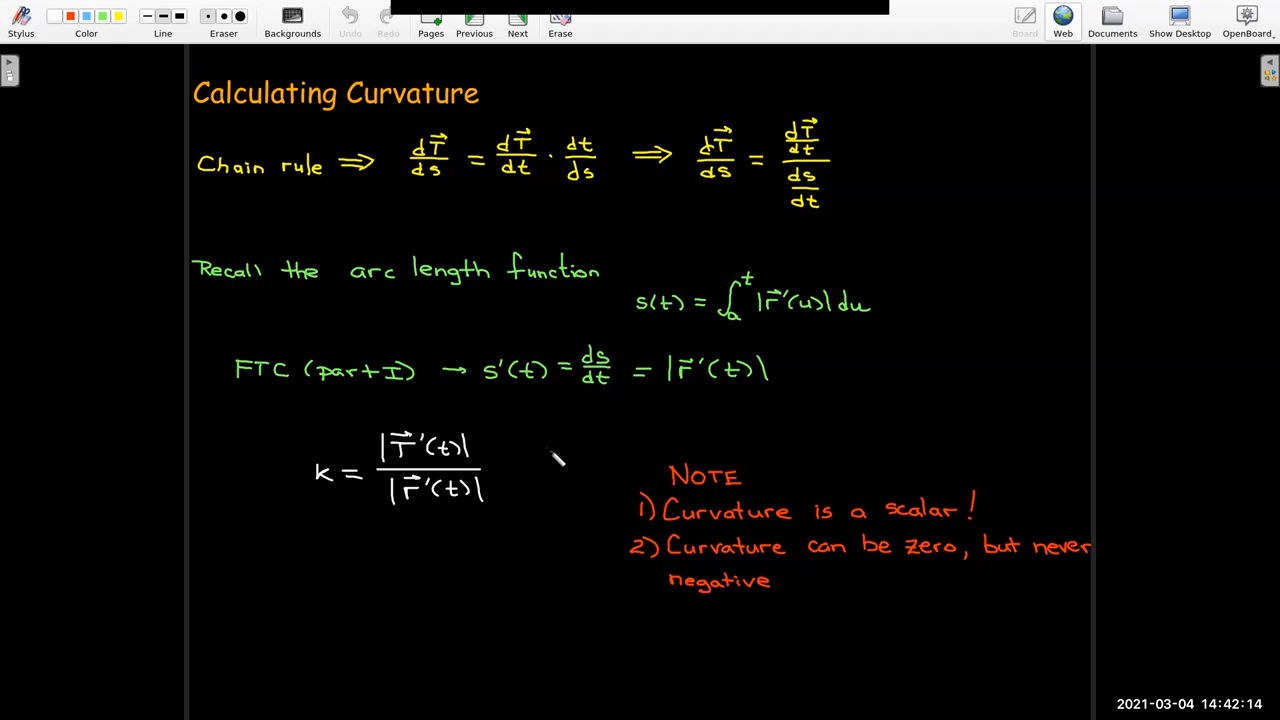 Stylus Color Line Eraser Backgrounds Undo Redo Pages Previous Next Erase Board Web Documents Show Desktop OpenBoard
Calculating Curvature
Chain rule ⟹ dT⃗/ds = dT⃗/dt · dt/ds ⟹ dT⃗/ds = (dT⃗/dt)/(ds/dt)
Recall the arc length function
s(t) = ∫ₐᵗ |r⃗'(u)| du
FTC (part I) → s'(t) = ds/dt = |r⃗'(t)|
k = |T⃗'(t)| / |r⃗'(t)|
NOTE
1) Curvature is a scalar!
2) Curvature can be zero, but never
negative
2021-03-04 14:42:14